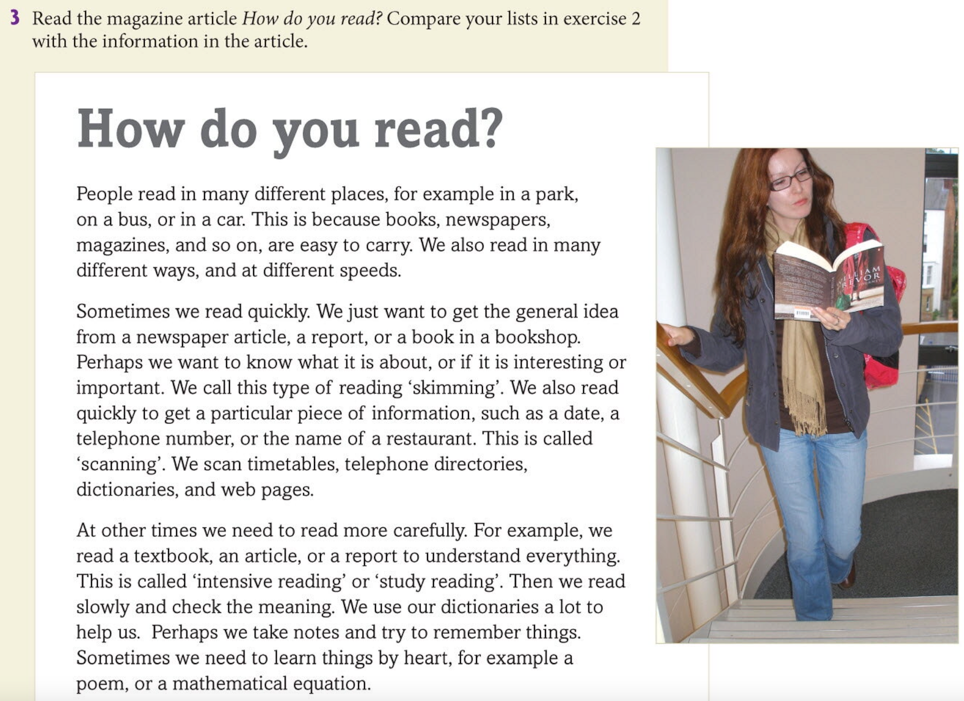 3 Read the magazine article How do you read? Compare your lists in exercise 2
with the information in the article.
How do you read?
People read in many different places, for example in a park,
on a bus, or in a car. This is because books, newspapers,
magazines, and so on, are easy to carry. We also read in many
different ways, and at different speeds.
Sometimes we read quickly. We just want to get the general idea
from a newspaper article, a report, or a book in a bookshop.
Perhaps we want to know what it is about, or if it is interesting or
important. We call this type of reading ‘skimming’. We also read
quickly to get a particular piece of information, such as a date, a
telephone number, or the name of a restaurant. This is called
‘scanning’. We scan timetables, telephone directories,
dictionaries, and web pages.
At other times we need to read more carefully. For example, we
read a textbook, an article, or a report to understand everything.
This is called ‘intensive reading’ or ‘study reading’. Then we read
slowly and check the meaning. We use our dictionaries a lot to
help us. Perhaps we take notes and try to remember things.
Sometimes we need to learn things by heart, for example a
poem, or a mathematical equation.
TREVOR